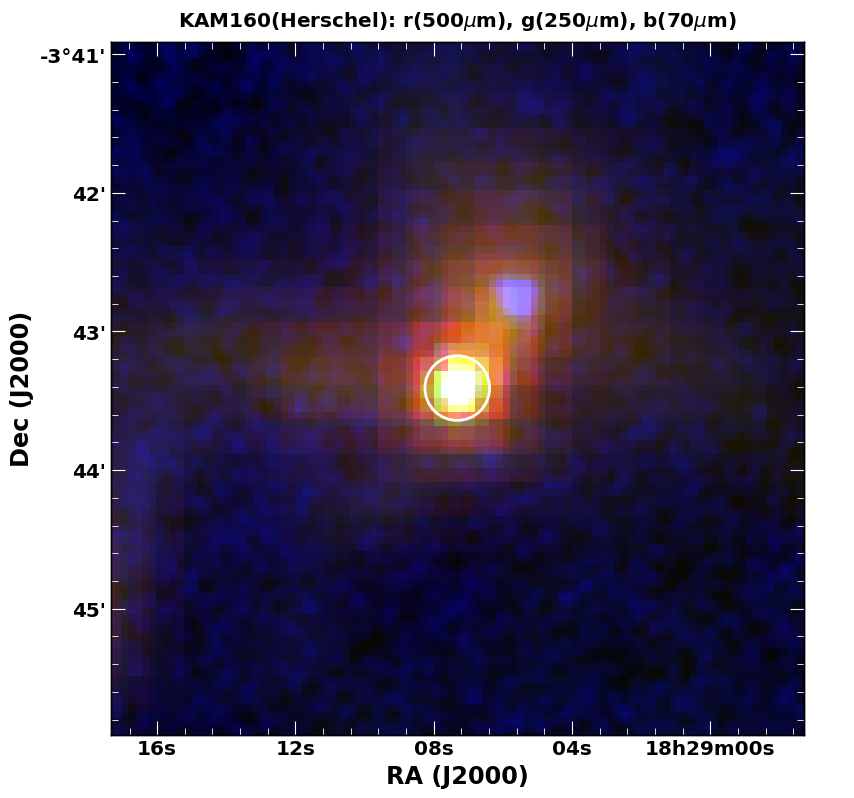 KAM160(Herschel): r(500μm), g(250μm), b(70μm)
-3°41'
42'
43'
44'
45'
Dec (J2000)
16s 12s 08s 04s 18h29m00s
RA (J2000)